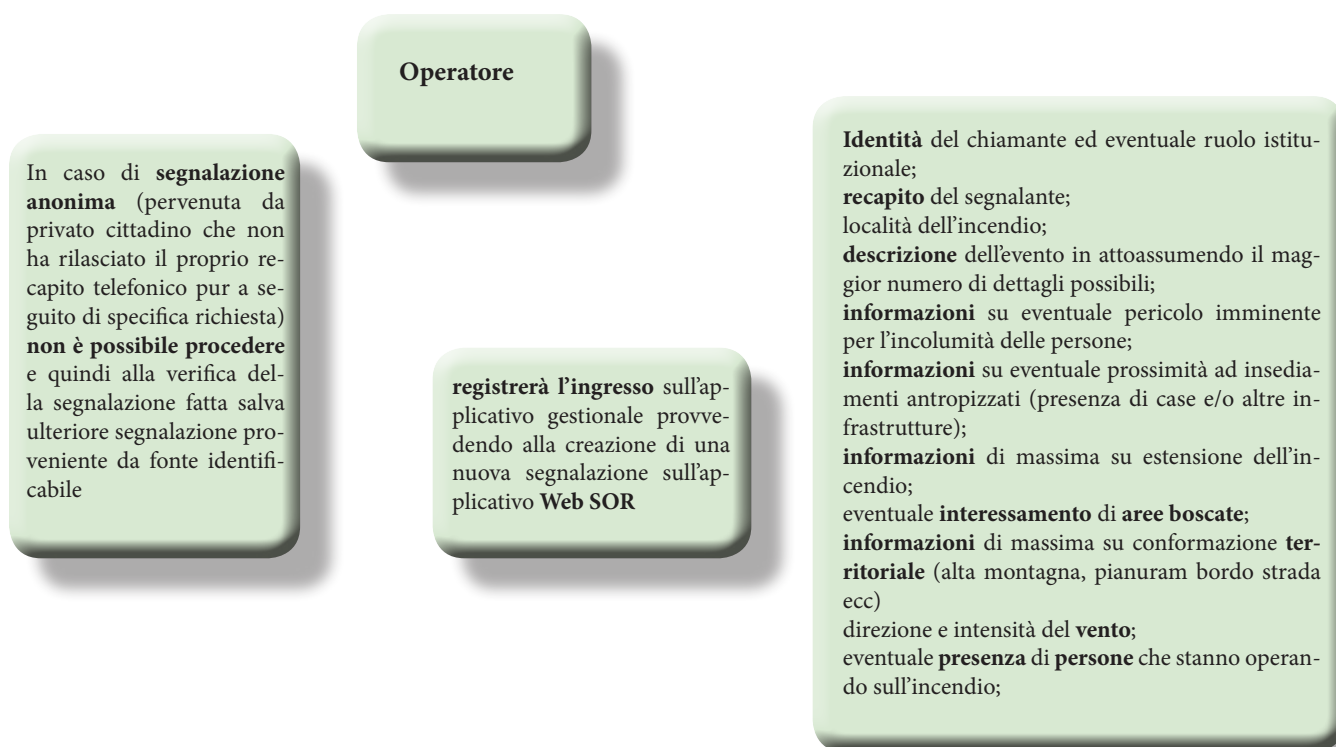 Operatore
In caso di segnalazione
anonima (pervenuta da
privato cittadino che non
ha rilasciato il proprio re-
capito telefonico pur a se-
guito di specifica richiesta)
non è possibile procedere
e quindi alla verifica del-
la segnalazione fatta salva
ulteriore segnalazione pro-
veniente da fonte identifi-
cabile
registrerà l'ingresso sull'ap-
plicativo gestionale provve-
dendo alla creazione di una
nuova segnalazione sull'ap-
plicativo Web SOR
Identità del chiamante ed eventuale ruolo istitu-
zionale;
recapito del segnalante;
località dell'incendio;
descrizione dell'evento in attoassumendo il mag-
gior numero di dettagli possibili;
informazioni su eventuale pericolo imminente
per l'incolumità delle persone;
informazioni su eventuale prossimità ad insedia-
menti antropizzati (presenza di case e/o altre in-
frastrutture);
informazioni di massima su estensione dell'in-
cendio;
eventuale interessamento di aree boscate;
informazioni di massima su conformazione ter-
ritoriale (alta montagna, pianuram bordo strada
ecc)
direzione e intensità del vento;
eventuale presenza di persone che stanno operan-
do sull'incendio;